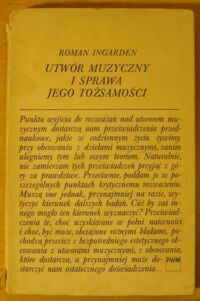 ROMAN INGARDEN
UTWÓR MUZYCZNY
I SPRAWA
JEGO TOŻSAMOŚCI
Punktu wyjścia do rozważań nad utworem mu-
zycznym dostarczą nam przeświadczenia przed-
naukowe, jakie w codziennym życiu żywimy
przy obcowaniu z dziełami muzycznymi, zanim
ulegniemy tym lub owym teoriom. Naturalnie,
nie zamierzam tych przeświadczeń przyjąć z gó-
ry za prawdziwe. Przeciwnie, poddam je w po-
szczególnych punktach krytycznemu rozważaniu.
Muszą one jednak, przynajmniej na razie, wyty-
czyć kierunek dalszych badań. Cóż by zaś in-
nego mogło ten kierunek wyznaczyć? Przeświad-
czenia te, choć uzyskiwane w pełni naiwności
i choć, być może, obciążone różnymi błędami, po-
chodzą przecież z bezpośredniego estetycznego ob-
cowania z utworami muzycznymi, z obcowania,
które dostarcza, a przynajmniej może do-
starczyć nam ostatecznego doświadczenia...
PWM